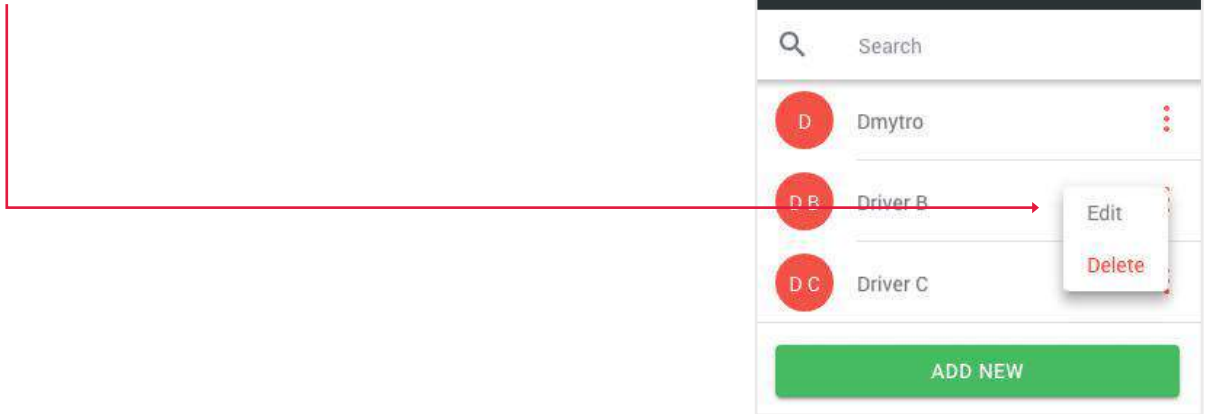 Search
D Dmytro
D B Driver B
Edit
Delete
D C Driver C
ADD NEW